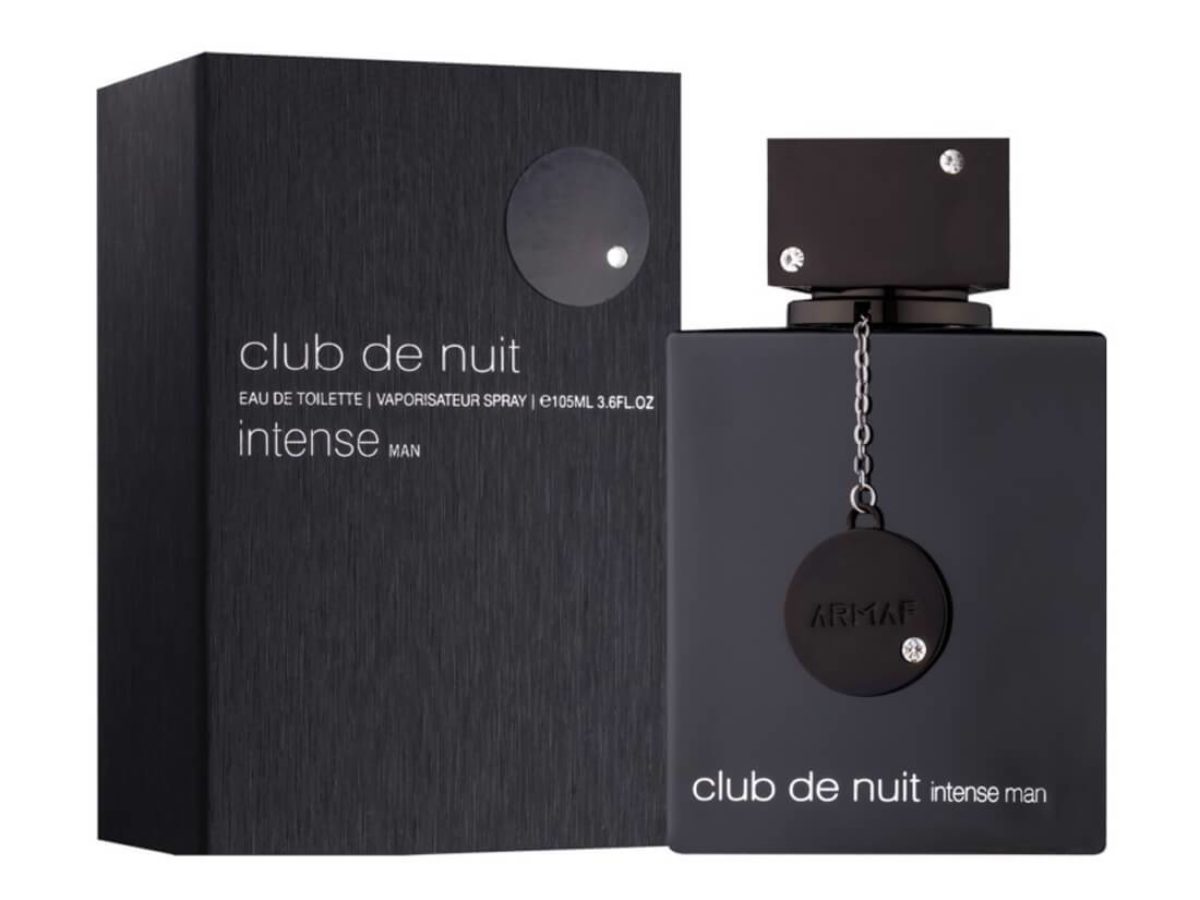 club de nuit
EAU DE TOILETTE | VAPORISATEUR SPRAY | ℮105ML 3.6FL.OZ
intense MAN
ARMAF
club de nuit intense man